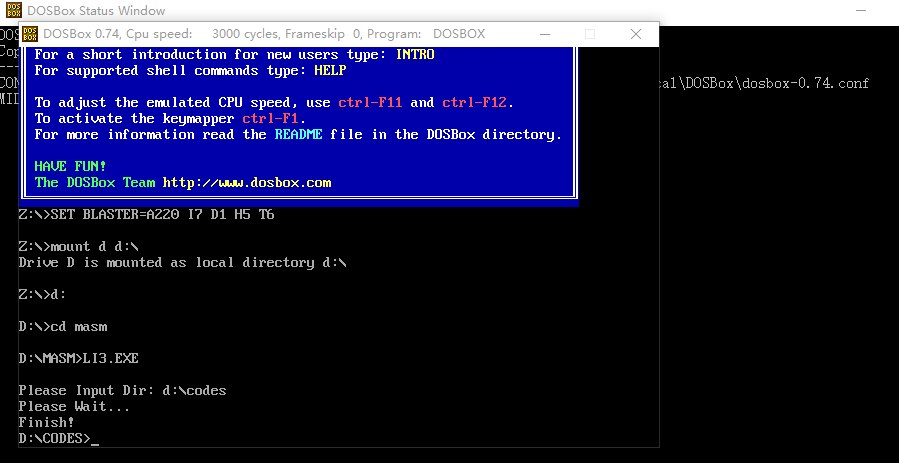 DOSBox Status Window
DOSBox 0.74, Cpu speed: 3000 cycles, Frameskip 0, Program: DOSBOX
For a short introduction for new users type: INTRO
For supported shell commands type: HELP
To adjust the emulated CPU speed, use ctrl-F11 and ctrl-F12.
To activate the keymapper ctrl-F1.
For more information read the README file in the DOSBox directory.
HAVE FUN!
The DOSBox Team http://www.dosbox.com
Z:\>SET BLASTER=A220 I7 D1 H5 T6
Z:\>mount d d:\
Drive D is mounted as local directory d:\
Z:\>d:
D:\>cd masm
D:\MASM>LI3.EXE
Please Input Dir: d:\codes
Please Wait...
Finish!
D:\CODES>_
DOS
Cop
---
CON
cal\DOSBox\dosbox-0.74.conf
MID